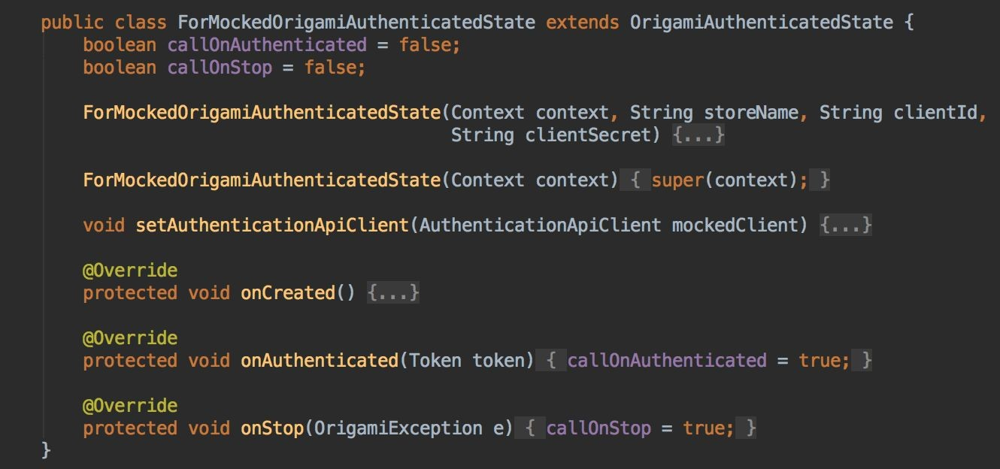 public class ForMockedOrigamiAuthenticatedState extends OrigamiAuthenticatedState {
boolean callOnAuthenticated = false;
boolean callOnStop = false;
ForMockedOrigamiAuthenticatedState(Context context, String storeName, String clientId,
String clientSecret) {...}
ForMockedOrigamiAuthenticatedState(Context context) { super(context); }
void setAuthenticationApiClient(AuthenticationApiClient mockedClient) {...}
@Override
protected void onCreated() {...}
@Override
protected void onAuthenticated(Token token) { callOnAuthenticated = true; }
@Override
protected void onStop(OrigamiException e) { callOnStop = true; }
}